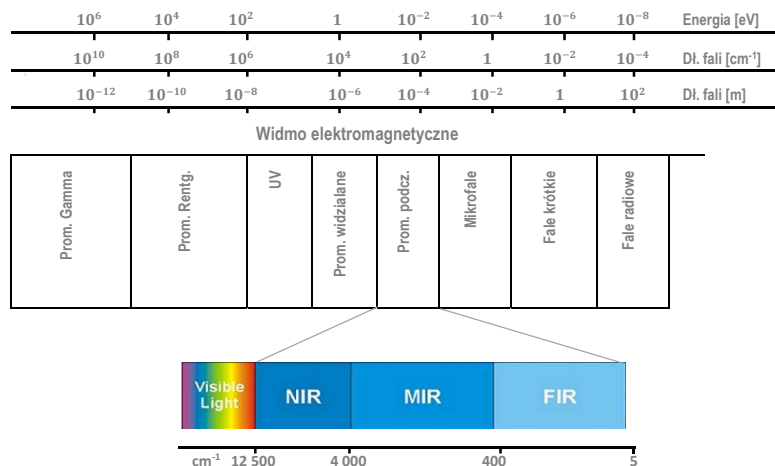 10⁶ 10⁴ 10² 1 10⁻² 10⁻⁴ 10⁻⁶ 10⁻⁸ Energia [eV]
10¹⁰ 10⁸ 10⁶ 10⁴ 10² 1 10⁻² 10⁻⁴ Dł. fali [cm⁻¹]
10⁻¹² 10⁻¹⁰ 10⁻⁸ 10⁻⁶ 10⁻⁴ 10⁻² 1 10² Dł. fali [m]
Widmo elektromagnetyczne
Prom. Gamma
Prom. Rentg.
UV
Prom. widzialane
Prom. podcz.
Mikrofale
Fale krótkie
Fale radiowe
Visible
Light
NIR
MIR
FIR
cm⁻¹ 12 500 4 000 400 5